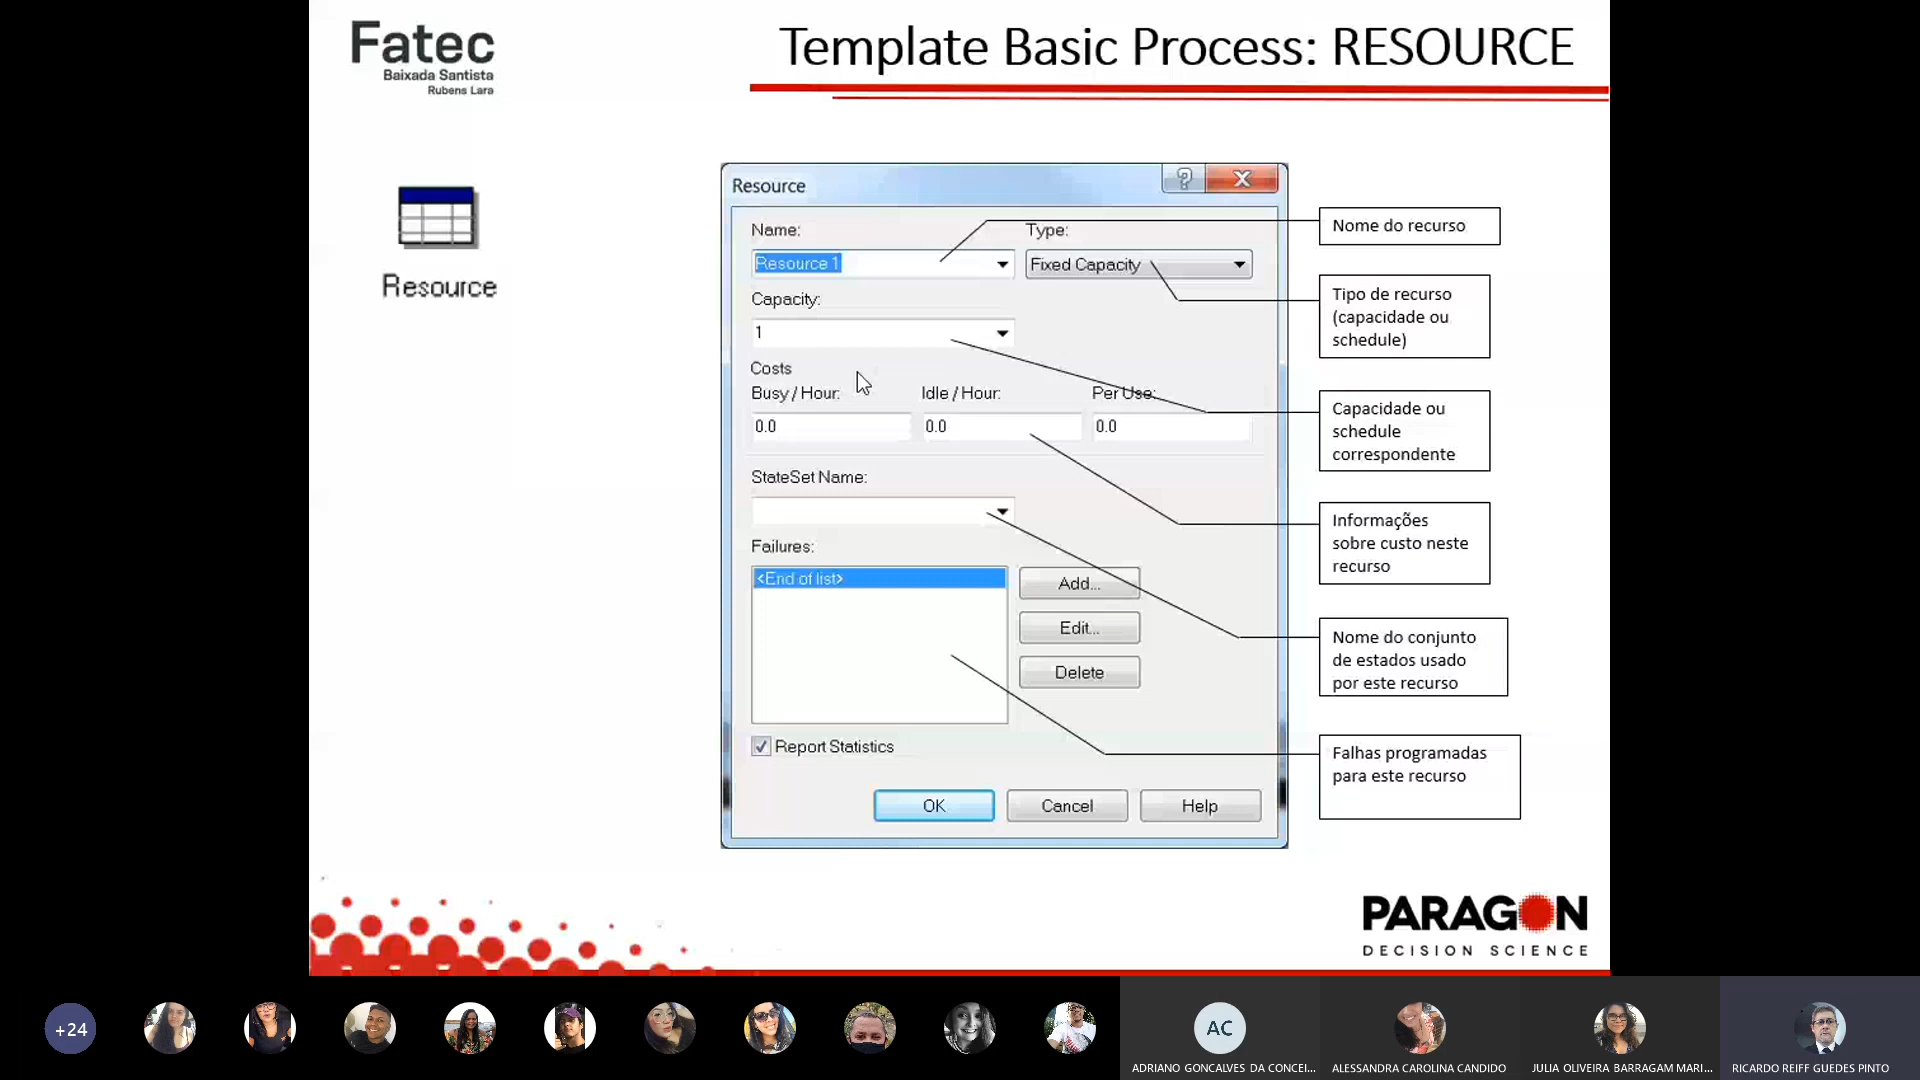 Fatec
Baixada Santista
Rubens Lara
Template Basic Process: RESOURCE
Resource
Resource
?
X
Name:
Type:
Resource 1
Fixed Capacity
Capacity:
1
Costs
Busy / Hour:
Idle / Hour:
Per Use:
0.0
0.0
0.0
StateSet Name:
Failures:
<End of list>
Add...
Edit...
Delete
Report Statistics
OK
Cancel
Help
Nome do recurso
Tipo de recurso
(capacidade ou
schedule)
Capacidade ou
schedule
correspondente
Informações
sobre custo neste
recurso
Nome do conjunto
de estados usado
por este recurso
Falhas programadas
para este recurso
PARAGON
DECISION SCIENCE
+24
AC
ADRIANO GONCALVES DA CONCEI...
ALESSANDRA CAROLINA CANDIDO
JULIA OLIVEIRA BARRAGAM MARI...
RICARDO REIFF GUEDES PINTO